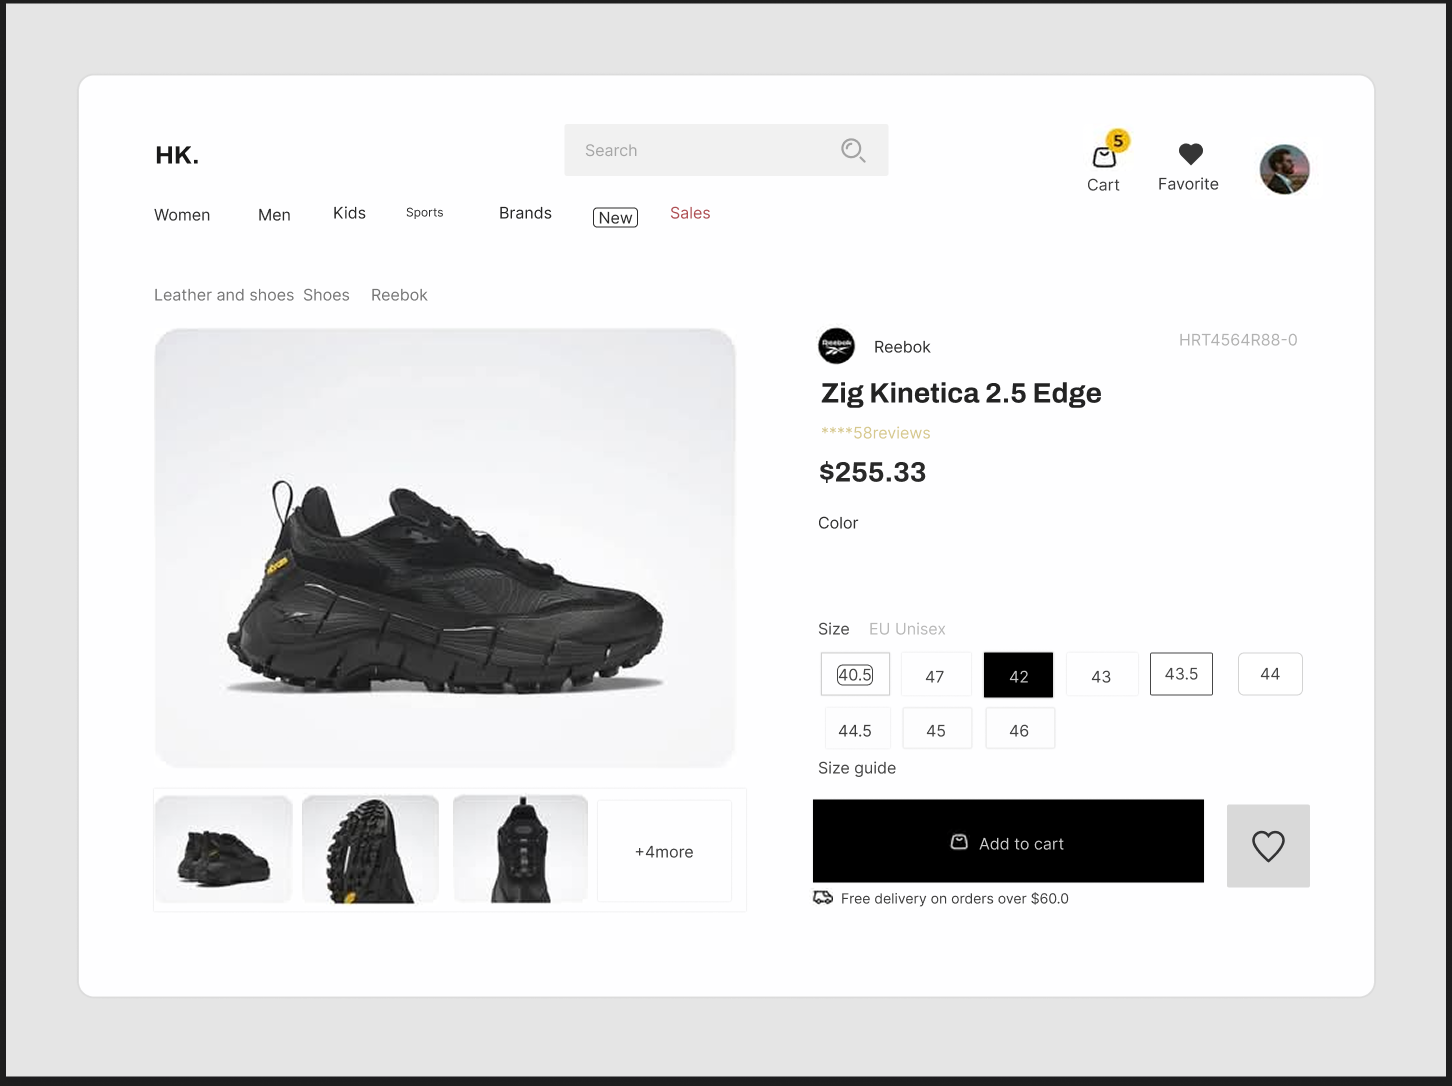 HK.
Search
5
Cart
Favorite
Women Men Kids Sports Brands New Sales
Leather and shoes Shoes Reebok
Reebok
Reebok
HRT4564R88-0
Zig Kinetica 2.5 Edge
****58reviews
$255.33
Color
Size EU Unisex
40.5 47 42 43 43.5 44
44.5 45 46
Size guide
+4more
Add to cart
Free delivery on orders over $60.0